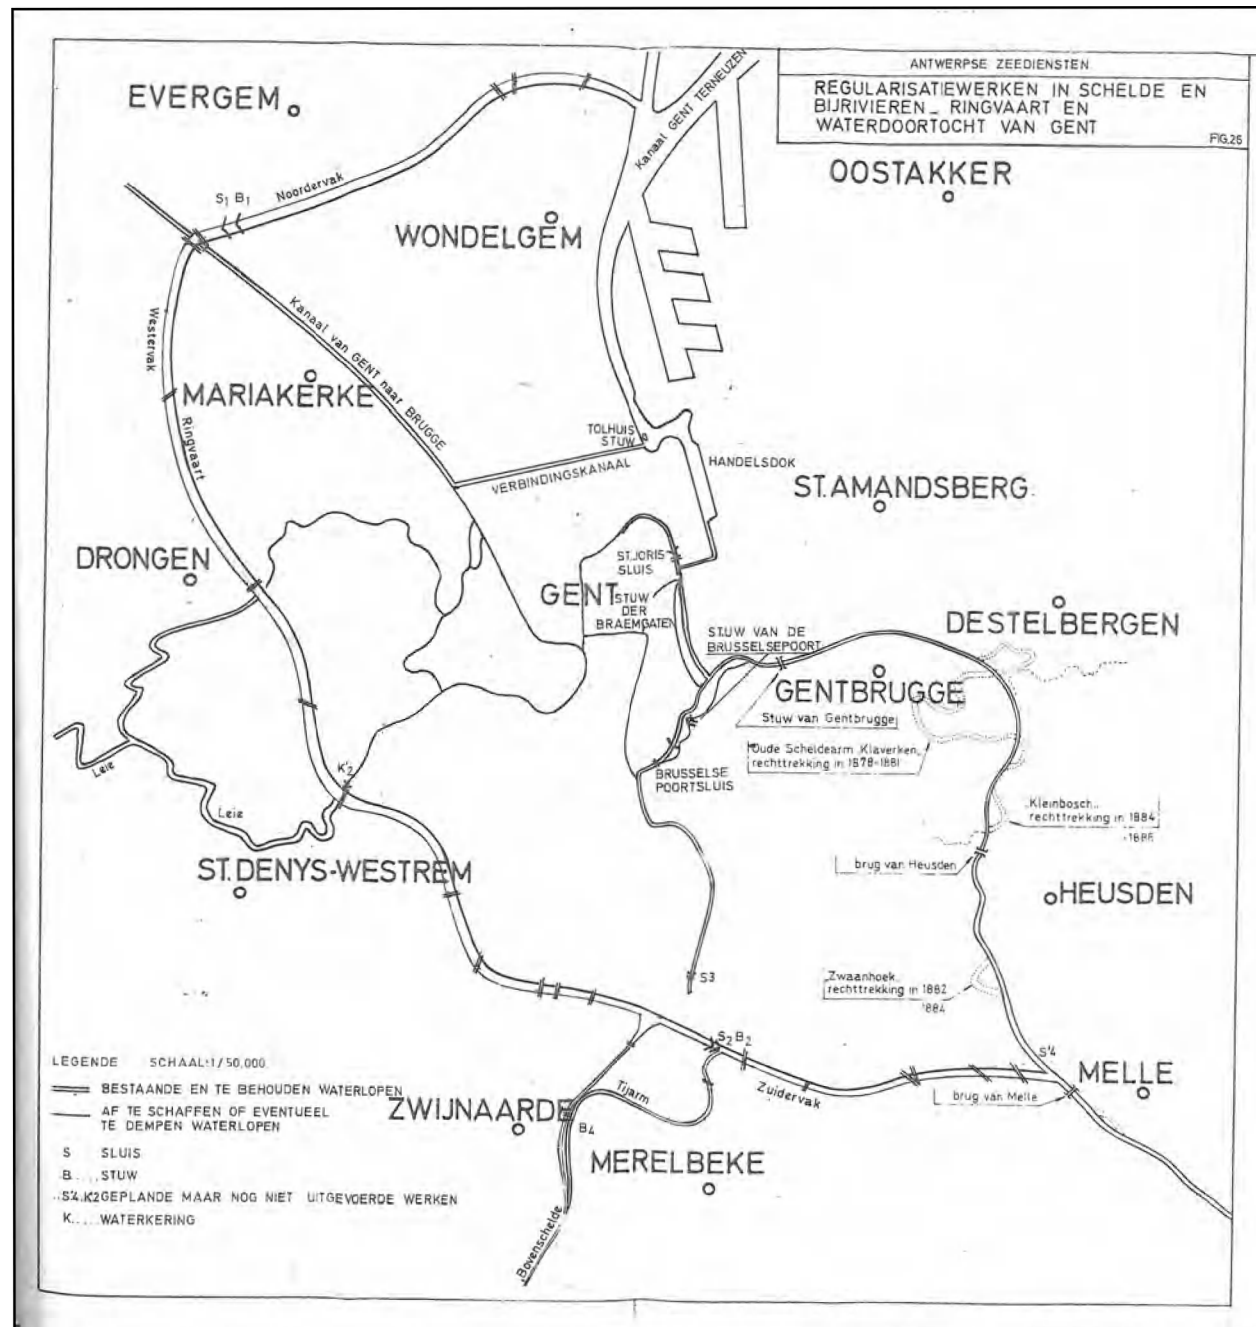 ANTWERPSE ZEEDIENSTEN
REGULARISATIEWERKEN IN SCHELDE EN
BIJRIVIEREN _ RINGVAART EN
WATERDOORTOCHT VAN GENT
FIG.26
EVERGEM
Kanaal GENT TERNEUZEN
OOSTAKKER
S1 B1
Noordervak
WONDELGEM
Westervak
Kanaal van GENT naar BRUGGE
MARIAKERKE
Ringvaart
TOLHUIS
STUW
VERBINDINGSKANAAL
HANDELSDOK
ST.AMANDSBERG
DRONGEN
ST.JORIS
SLUIS
GENT
STUW
DER
BRAEMGATEN
DESTELBERGEN
STUW VAN DE
BRUSSELSEPOORT
GENTBRUGGE
Stuw van Gentbrugge
Oude Scheldearm „Klaverken„
rechttrekking in 1878-1881
Leie
K'2
BRUSSELSE
POORTSLUIS
„Kleinbosch„
rechttrekking in 1884
Leie
brug van Heusden
ST.DENYS-WESTREM
HEUSDEN
S3
Zwaanhoek
rechttrekking in 1882
1884
S2 B2
S'4
MELLE
Zuidervak
brug van Melle
Tijarm
ZWIJNAARDE
B4
MERELBEKE
Bovenschelde
LEGENDE SCHAAL:1/50,000
BESTAANDE EN TE BEHOUDEN WATERLOPEN
AF TE SCHAFFEN OF EVENTUEEL
TE DEMPEN WATERLOPEN
S SLUIS
B.....STUW
S'4.K'2 GEPLANDE MAAR NOG NIET UITGEVOERDE WERKEN
K.....WATERKERING